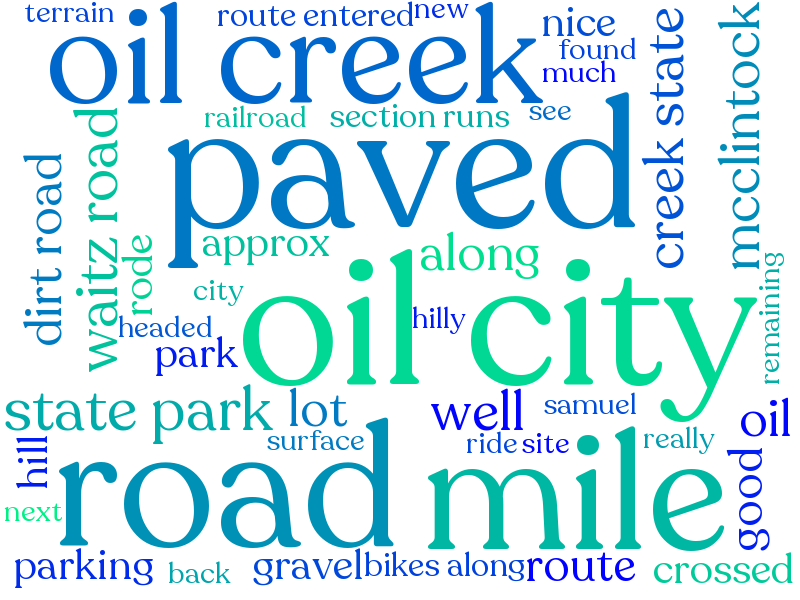 terrain
route entered
new
oil creek
nice
found
much
creek state
mcclintock
railroad
section runs
see
paved
dirt road
waitz road
rode
approx
along
city
oil city
hilly
remaining
headed
park
state park
lot
well
samuel
oil
hill
surface
ride
site
really
road
mile
good
next
parking
back
gravel
bikes along
route
crossed